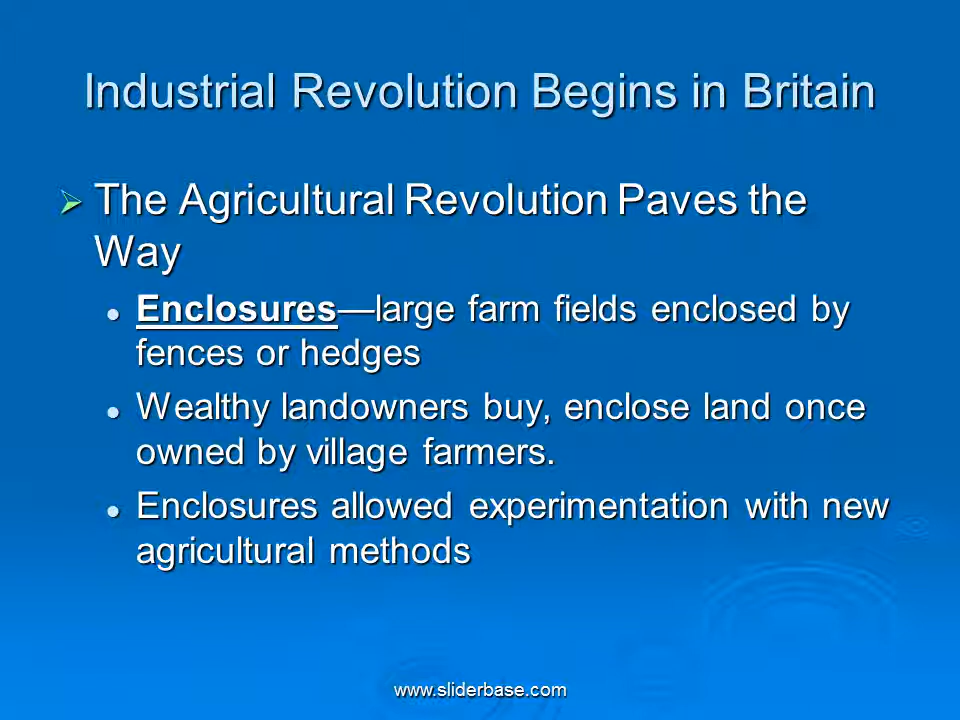 Industrial Revolution Begins in Britain
The Agricultural Revolution Paves the
Way
Enclosures—large farm fields enclosed by
fences or hedges
Wealthy landowners buy, enclose land once
owned by village farmers.
Enclosures allowed experimentation with new
agricultural methods
www.sliderbase.com